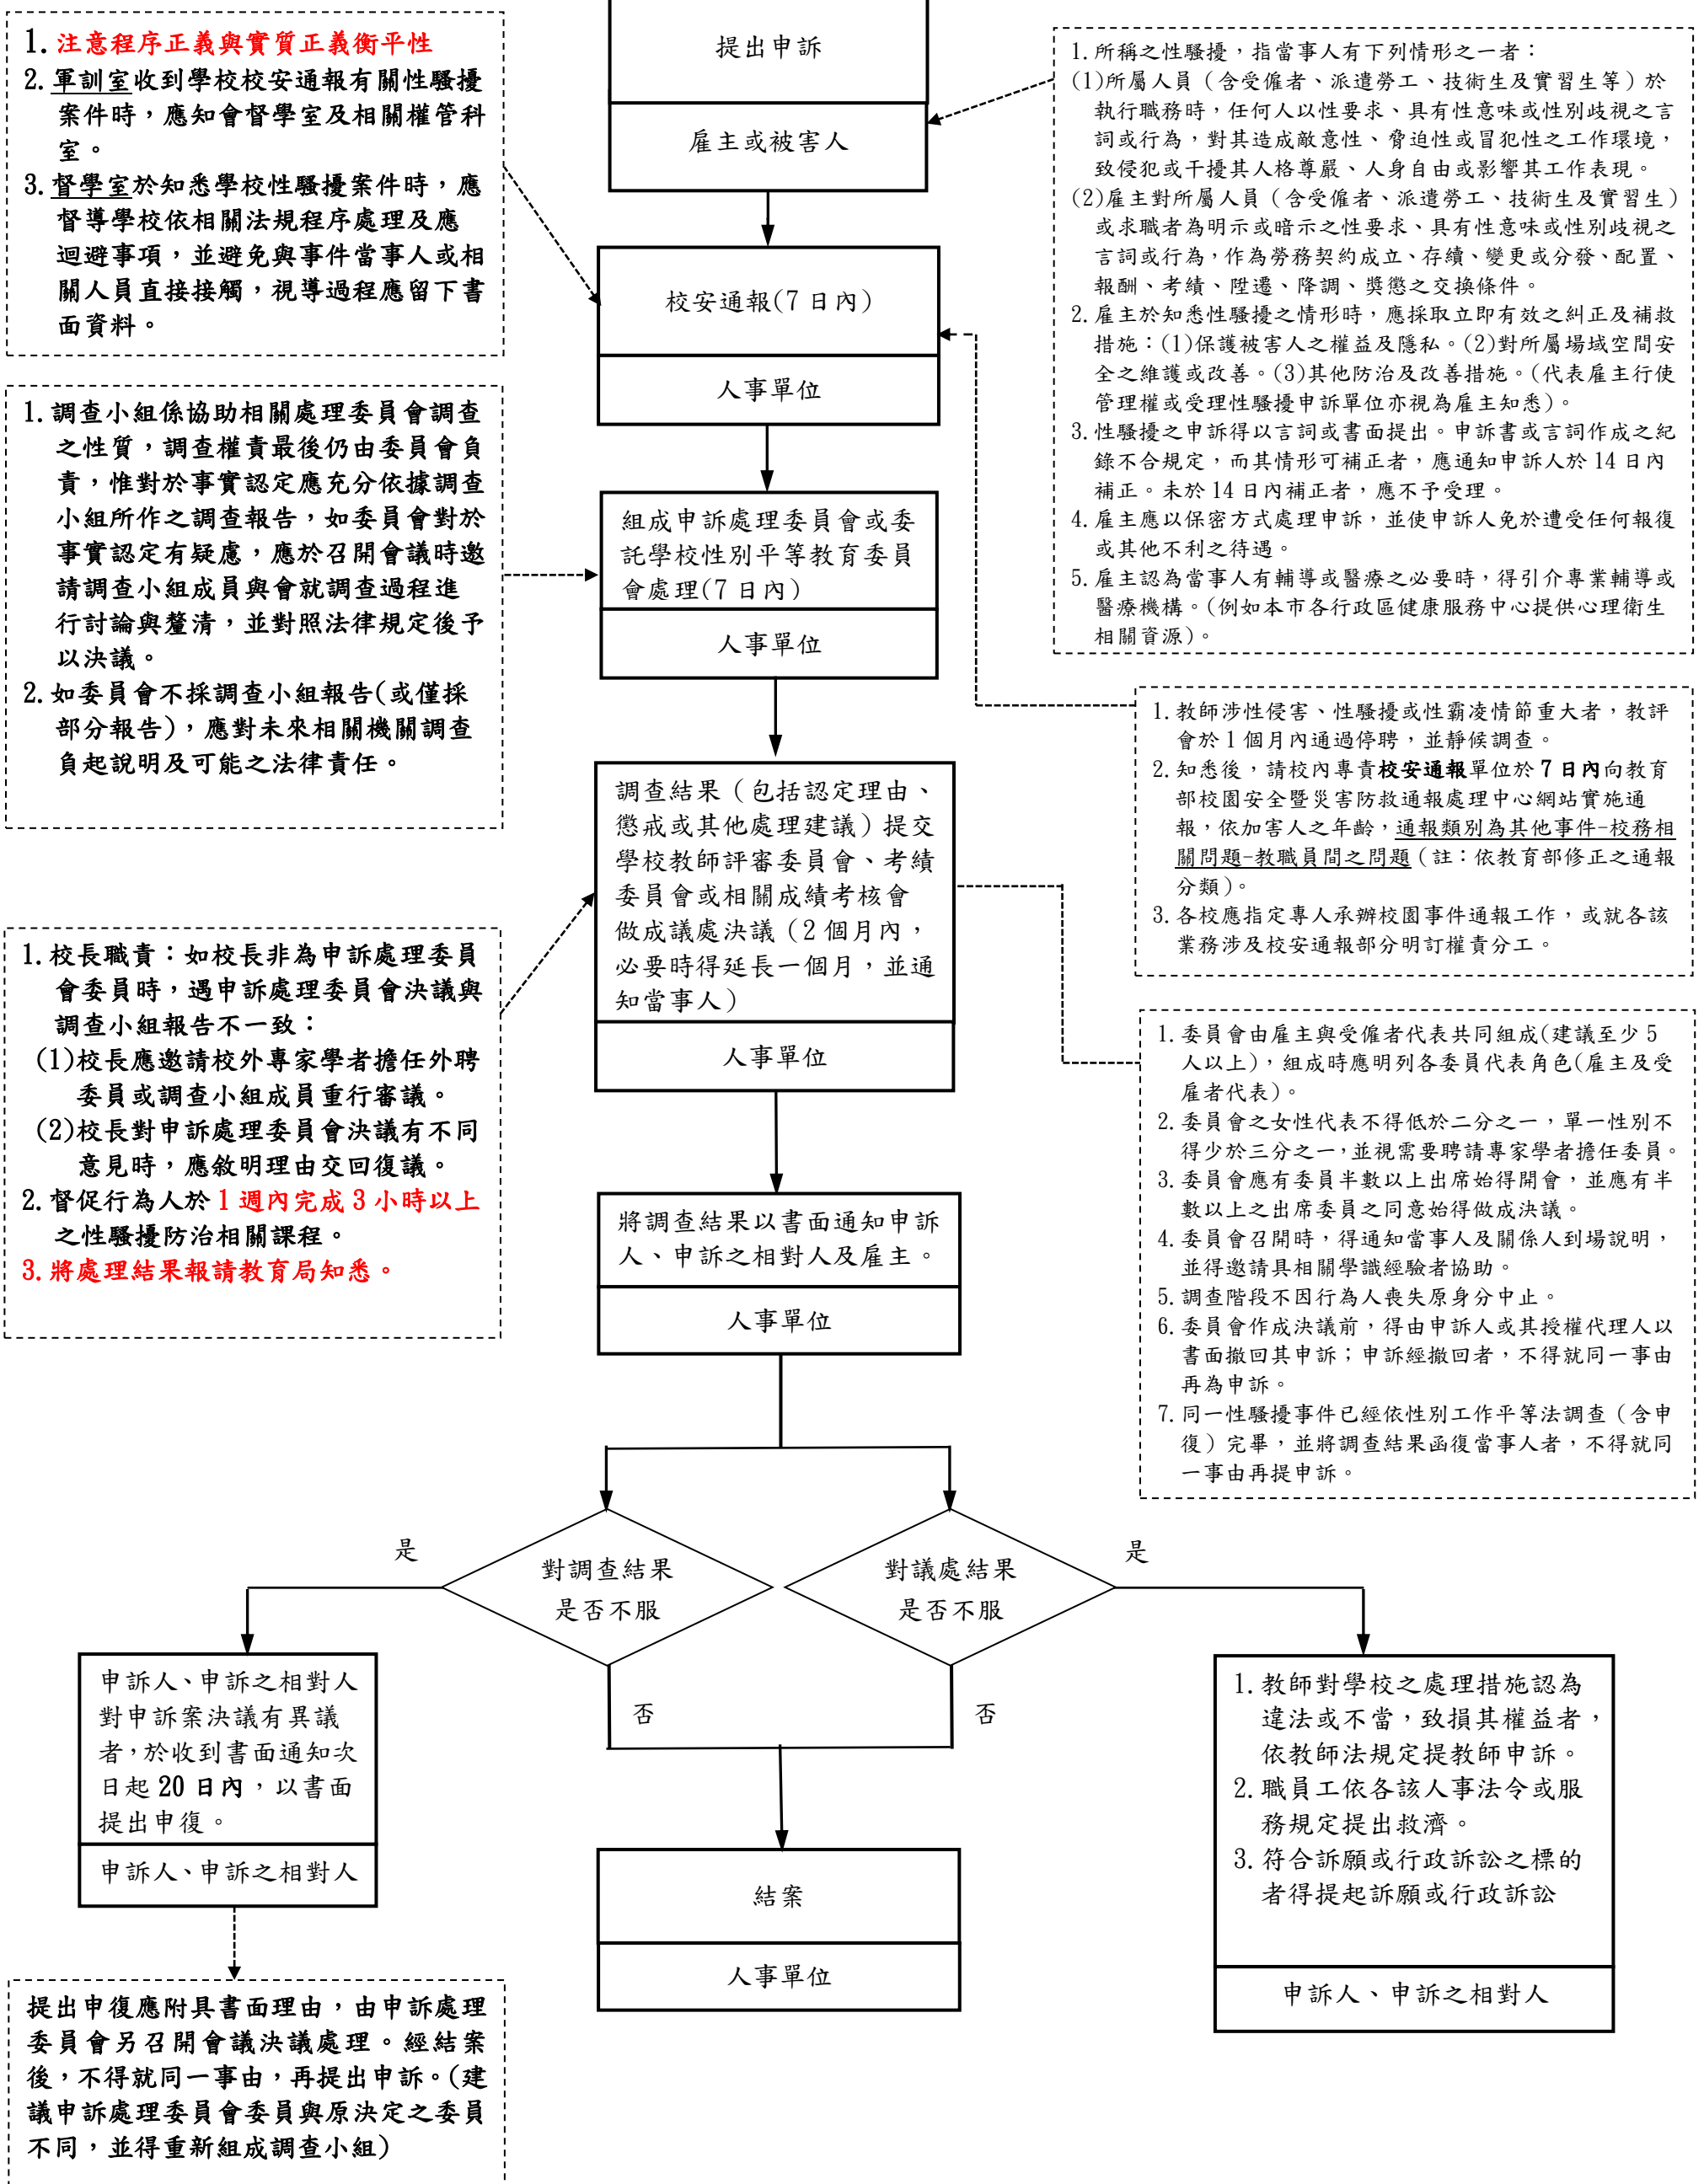 1.注意程序正義與實質正義衡平性
2.軍訓室收到學校校安通報有關性騷擾
案件時，應知會督學室及相關權管科
室。
3.督學室於知悉學校性騷擾案件時，應
督導學校依相關法規程序處理及應
迴避事項，並避免與事件當事人或相
關人員直接接觸，視導過程應留下書
面資料。
1.調查小組係協助相關處理委員會調查
之性質，調查權責最後仍由委員會負
責，惟對於事實認定應充分依據調查
小組所作之調查報告，如委員會對於
事實認定有疑慮，應於召開會議時邀
請調查小組成員與會就調查過程進
行討論與釐清，並對照法律規定後予
以決議。
2.如委員會不採調查小組報告(或僅採
部分報告)，應對未來相關機關調查
負起說明及可能之法律責任。
1.校長職責：如校長非為申訴處理委員
會委員時，遇申訴處理委員會決議與
調查小組報告不一致：
(1)校長應邀請校外專家學者擔任外聘
委員或調查小組成員重行審議。
(2)校長對申訴處理委員會決議有不同
意見時，應敘明理由交回復議。
2.督促行為人於1週內完成3小時以上
之性騷擾防治相關課程。
3.將處理結果報請教育局知悉。
提出申訴
雇主或被害人
校安通報(7日內)
人事單位
組成申訴處理委員會或委
託學校性別平等教育委員
會處理(7日內)
人事單位
調查結果（包括認定理由、
懲戒或其他處理建議）提交
學校教師評審委員會、考績
委員會或相關成績考核會
做成議處決議（2個月內，
必要時得延長一個月，並通
知當事人）
人事單位
將調查結果以書面通知申訴
人、申訴之相對人及雇主。
人事單位
1.所稱之性騷擾，指當事人有下列情形之一者：
(1)所屬人員（含受僱者、派遣勞工、技術生及實習生等）於
執行職務時，任何人以性要求、具有性意味或性別歧視之言
詞或行為，對其造成敵意性、脅迫性或冒犯性之工作環境，
致侵犯或干擾其人格尊嚴、人身自由或影響其工作表現。
(2)雇主對所屬人員（含受僱者、派遣勞工、技術生及實習生）
或求職者為明示或暗示之性要求、具有性意味或性別歧視之
言詞或行為，作為勞務契約成立、存續、變更或分發、配置、
報酬、考績、陞遷、降調、獎懲之交換條件。
2.雇主於知悉性騷擾之情形時，應採取立即有效之糾正及補救
措施：(1)保護被害人之權益及隱私。(2)對所屬場域空間安
全之維護或改善。(3)其他防治及改善措施。(代表雇主行使
管理權或受理性騷擾申訴單位亦視為雇主知悉)。
3.性騷擾之申訴得以言詞或書面提出。申訴書或言詞作成之紀
錄不合規定，而其情形可補正者，應通知申訴人於14日內
補正。未於14日內補正者，應不予受理。
4.雇主應以保密方式處理申訴，並使申訴人免於遭受任何報復
或其他不利之待遇。
5.雇主認為當事人有輔導或醫療之必要時，得引介專業輔導或
醫療機構。(例如本市各行政區健康服務中心提供心理衛生
相關資源)。
1.教師涉性侵害、性騷擾或性霸凌情節重大者，教評
會於1個月內通過停聘，並靜候調查。
2.知悉後，請校內專責校安通報單位於7日內向教育
部校園安全暨災害防救通報處理中心網站實施通
報，依加害人之年齡，通報類別為其他事件-校務相
關問題-教職員間之問題（註：依教育部修正之通報
分類）。
3.各校應指定專人承辦校園事件通報工作，或就各該
業務涉及校安通報部分明訂權責分工。
1.委員會由雇主與受僱者代表共同組成(建議至少5
人以上)，組成時應明列各委員代表角色(雇主及受
雇者代表)。
2.委員會之女性代表不得低於二分之一，單一性別不
得少於三分之一，並視需要聘請專家學者擔任委員。
3.委員會應有委員半數以上出席始得開會，並應有半
數以上之出席委員之同意始得做成決議。
4.委員會召開時，得通知當事人及關係人到場說明，
並得邀請具相關學識經驗者協助。
5.調查階段不因行為人喪失原身分中止。
6.委員會作成決議前，得由申訴人或其授權代理人以
書面撤回其申訴；申訴經撤回者，不得就同一事由
再為申訴。
7.同一性騷擾事件已經依性別工作平等法調查（含申
復）完畢，並將調查結果函復當事人者，不得就同
一事由再提申訴。
是
對調查結果
是否不服
對議處結果
是否不服
是
否
否
申訴人、申訴之相對人
對申訴案決議有異議
者，於收到書面通知次
日起20日內，以書面
提出申復。
申訴人、申訴之相對人
結案
人事單位
1.教師對學校之處理措施認為
違法或不當，致損其權益者，
依教師法規定提教師申訴。
2.職員工依各該人事法令或服
務規定提出救濟。
3.符合訴願或行政訴訟之標的
者得提起訴願或行政訴訟
申訴人、申訴之相對人
提出申復應附具書面理由，由申訴處理
委員會另召開會議決議處理。經結案
後，不得就同一事由，再提出申訴。(建
議申訴處理委員會委員與原決定之委員
不同，並得重新組成調查小組)